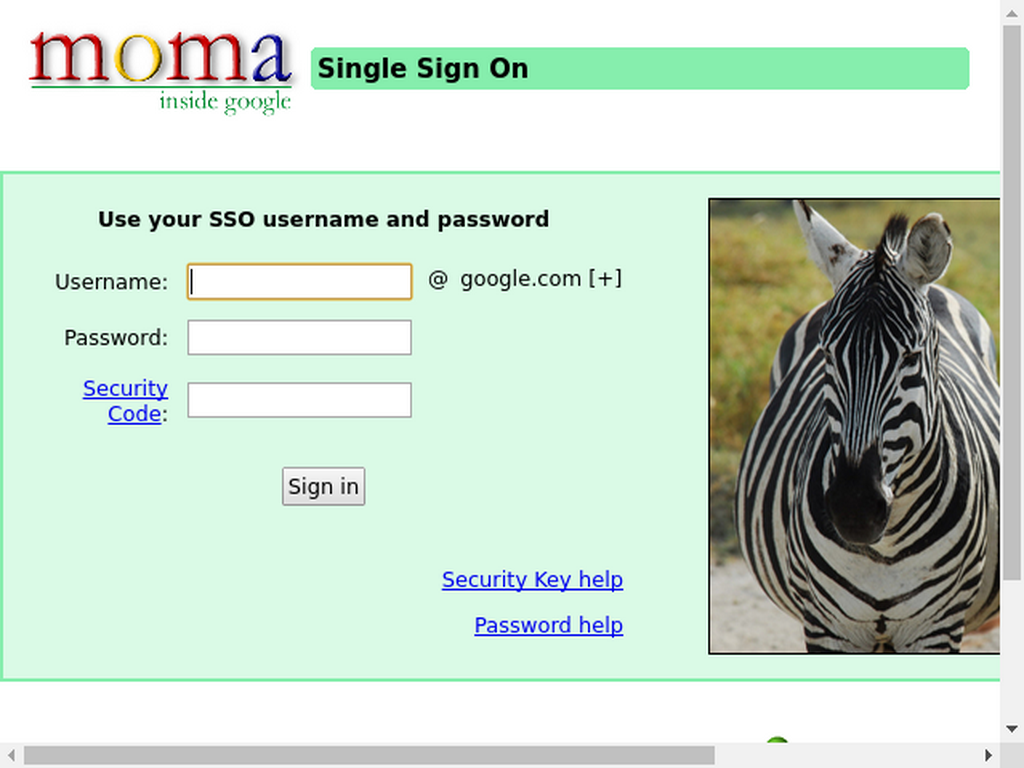 moma
inside google
Single Sign On
Use your SSO username and password
Username:
@ google.com [+]
Password:
Security
Code:
Sign in
Security Key help
Password help